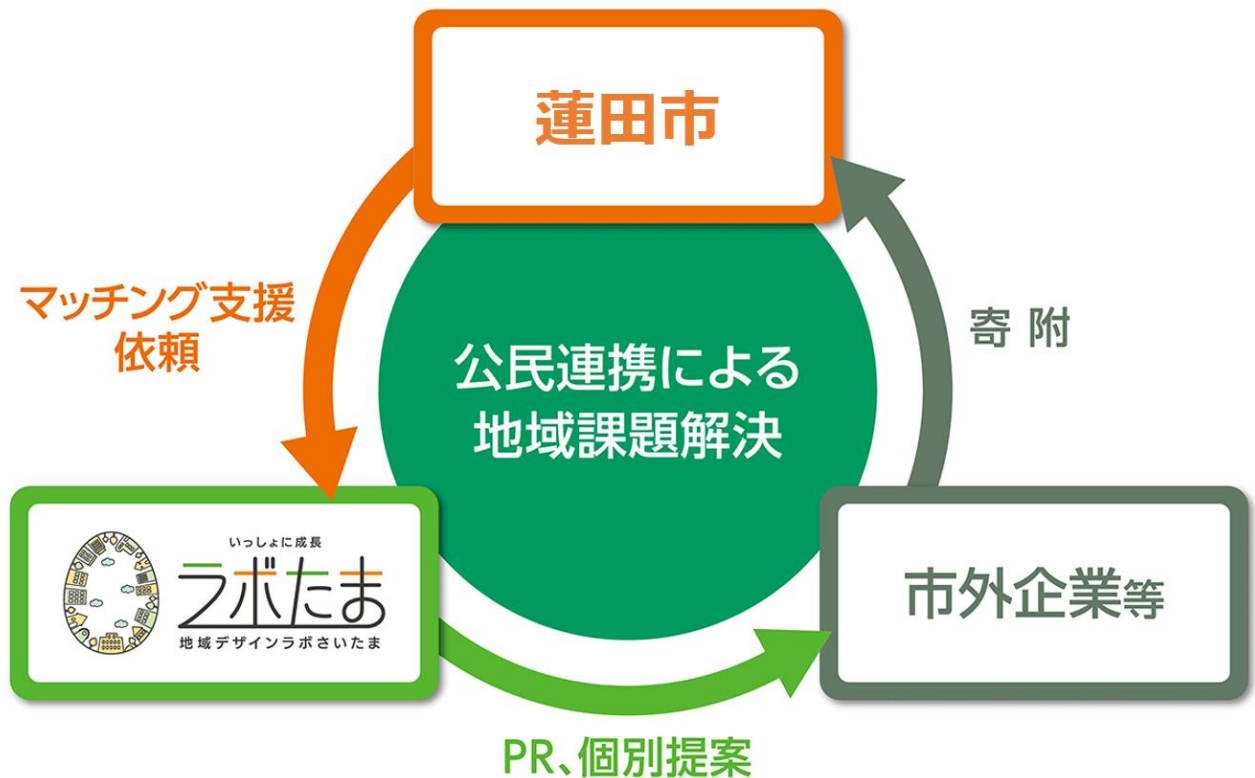 蓮田市
マッチング支援
依頼
寄附
公民連携による
地域課題解決
いっしょに成長
ラボたま
地域デザインラボさいたま
市外企業等
PR、個別提案